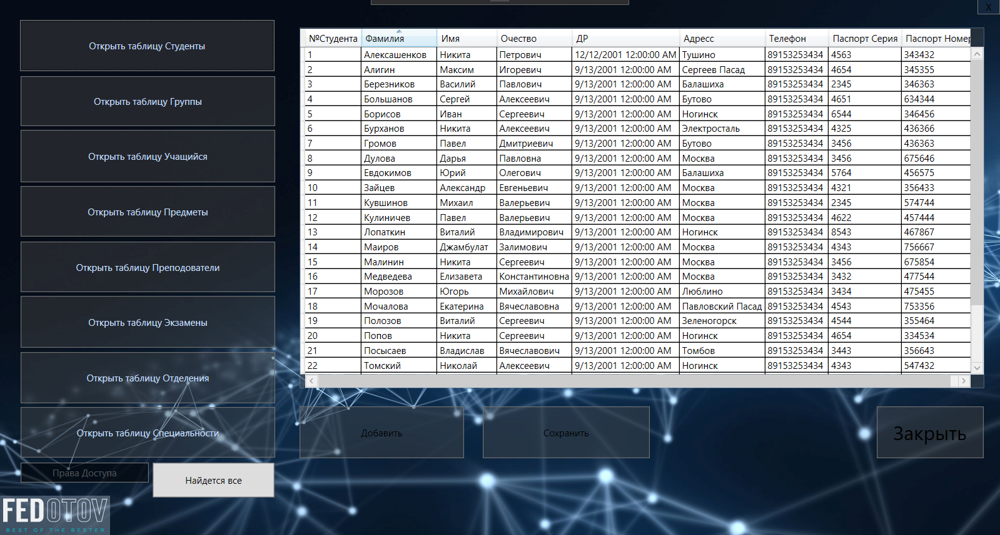 X
Открыть таблицу Студенты
Открыть таблицу Группы
Открыть таблицу Учащийся
Открыть таблицу Предметы
Открыть таблицу Преподователи
Открыть таблицу Экзамены
Открыть таблицу Отделения
Открыть таблицу Специальности
Права Доступа
Найдется все
FEDOTOV
BEST OF THE BESTER
№Студента Фамилия Имя Очество ДР Адресс Телефон Паспорт Серия Паспорт Номер
1 Алексашенков Никита Петрович 12/12/2001 12:00:00 AM Тушино 89153253434 4563 343432
2 Алигин Максим Игоревич 9/13/2001 12:00:00 AM Сергеев Пасад 89153253434 4654 345355
3 Березников Василий Павлович 9/13/2001 12:00:00 AM Балашиха 89153253434 2345 346363
4 Большанов Сергей Алексеевич 9/13/2001 12:00:00 AM Бутово 89153253434 4651 634344
5 Борисов Иван Сергеевич 9/13/2001 12:00:00 AM Ногинск 89153253434 6544 346456
6 Бурханов Никита Алексеевич 9/13/2001 12:00:00 AM Электросталь 89153253434 4325 436366
7 Громов Павел Дмитриевич 9/13/2001 12:00:00 AM Бутово 89153253434 3456 436363
8 Дулова Дарья Павловна 9/13/2001 12:00:00 AM Москва 89153253434 3456 675646
9 Евдокимов Юрий Олегович 9/13/2001 12:00:00 AM Балашиха 89153253434 5764 456575
10 Зайцев Александр Евгеньевич 9/13/2001 12:00:00 AM Москва 89153253434 4321 356433
11 Кувшинов Михаил Валерьевич 9/13/2001 12:00:00 AM Москва 89153253434 2345 574744
12 Кулиничев Павел Валерьевич 9/13/2001 12:00:00 AM Москва 89153253434 4622 457444
13 Лопаткин Виталий Владимирович 9/13/2001 12:00:00 AM Ногинск 89153253434 8543 467867
14 Маиров Джамбулат Залимович 9/13/2001 12:00:00 AM Москва 89153253434 4343 756667
15 Малинин Никита Сергеевич 9/13/2001 12:00:00 AM Москва 89153253434 3456 675854
16 Медведева Елизавета Константиновна 9/13/2001 12:00:00 AM Москва 89153253434 3432 477544
17 Морозов Югорь Михайлович 9/13/2001 12:00:00 AM Люблино 89153253434 3434 475455
18 Мочалова Екатерина Вячеславовна 9/13/2001 12:00:00 AM Павловский Пасад 89153253434 4543 753356
19 Полозов Виталий Сергеевич 9/13/2001 12:00:00 AM Зеленогорск 89153253434 4544 355464
20 Попов Никита Сергеевич 9/13/2001 12:00:00 AM Ногинск 89153253434 4654 334534
21 Посысаев Владислав Вячеславович 9/13/2001 12:00:00 AM Томбов 89153253434 3443 356643
22 Томский Николай Алексеевич 9/13/2001 12:00:00 AM Ногинск 89153253434 4343 547432
Добавить
Сохранить
Закрыть